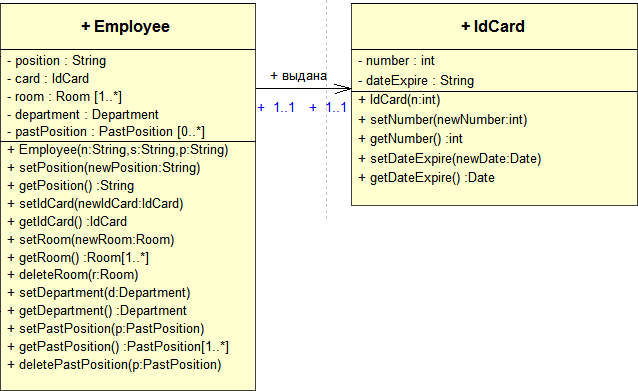 + Employee
- position : String
- card : IdCard
- room : Room [1..*]
- department : Department
- pastPosition : PastPosition [0..*]
+ Employee(n:String,s:String,p:String)
+ setPosition(newPosition:String)
+ getPosition() :String
+ setIdCard(newIdCard:IdCard)
+ getIdCard() :IdCard
+ setRoom(newRoom:Room)
+ getRoom() :Room[1..*]
+ deleteRoom(r:Room)
+ setDepartment(d:Department)
+ getDepartment() :Department
+ setPastPosition(p:PastPosition)
+ getPastPosition() :PastPosition[1..*]
+ deletePastPosition(p:PastPosition)
+ выдана
+ 1..1 + 1..1
+ IdCard
- number : int
- dateExpire : String
+ IdCard(n:int)
+ setNumber(newNumber:int)
+ getNumber() :int
+ setDateExpire(newDate:Date)
+ getDateExpire() :Date